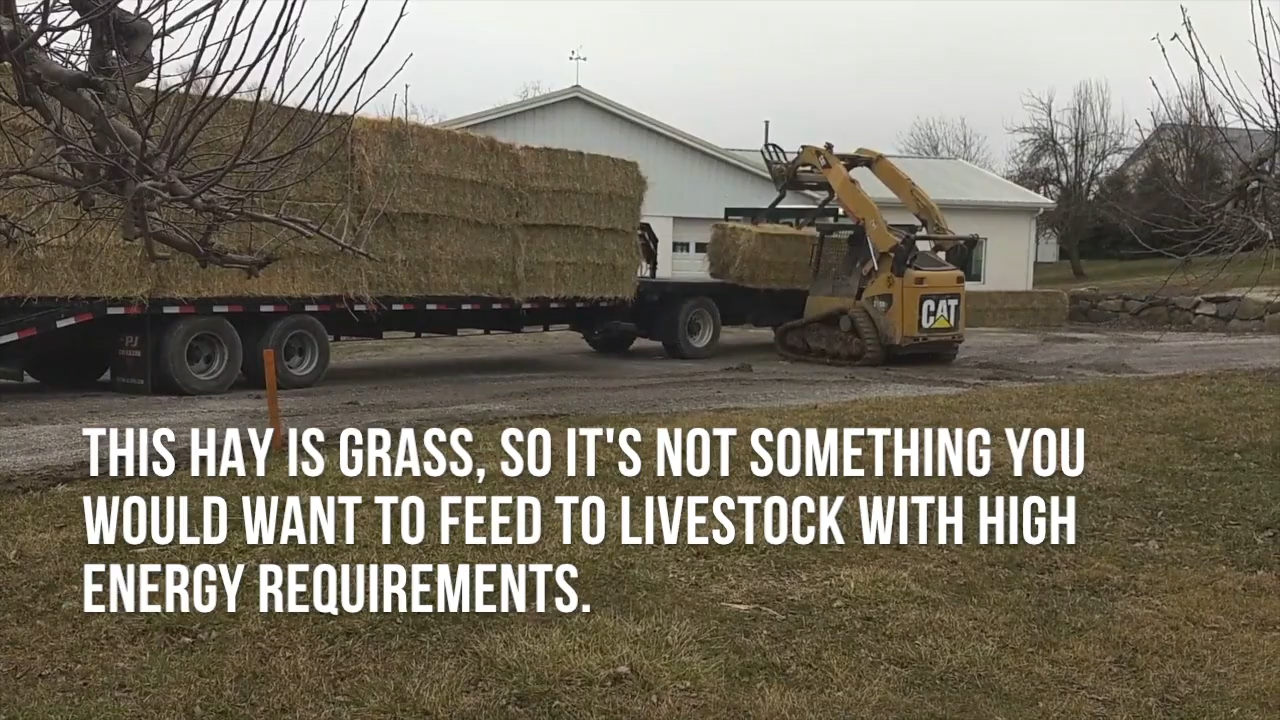 CAT
PJ
THIS HAY IS GRASS, SO IT'S NOT SOMETHING YOU
WOULD WANT TO FEED TO LIVESTOCK WITH HIGH
ENERGY REQUIREMENTS.